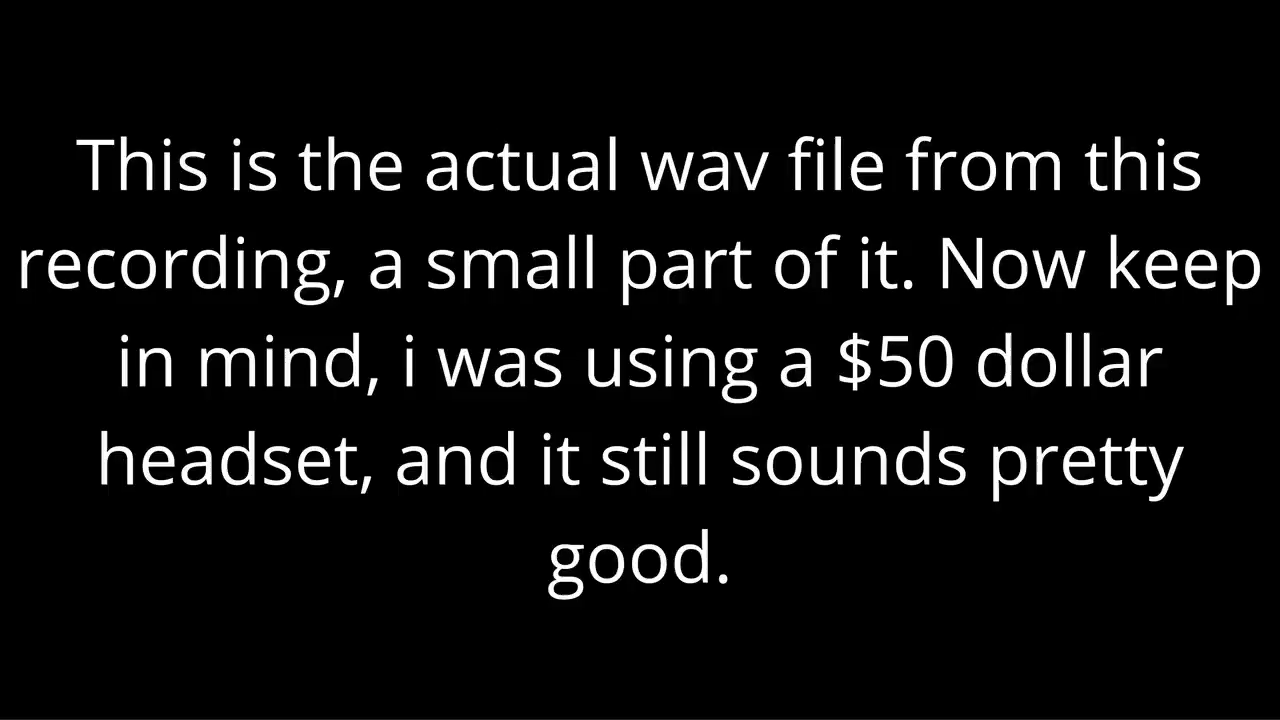 This is the actual wav file from this
recording, a small part of it. Now keep
in mind, i was using a $50 dollar
headset, and it still sounds pretty
good.